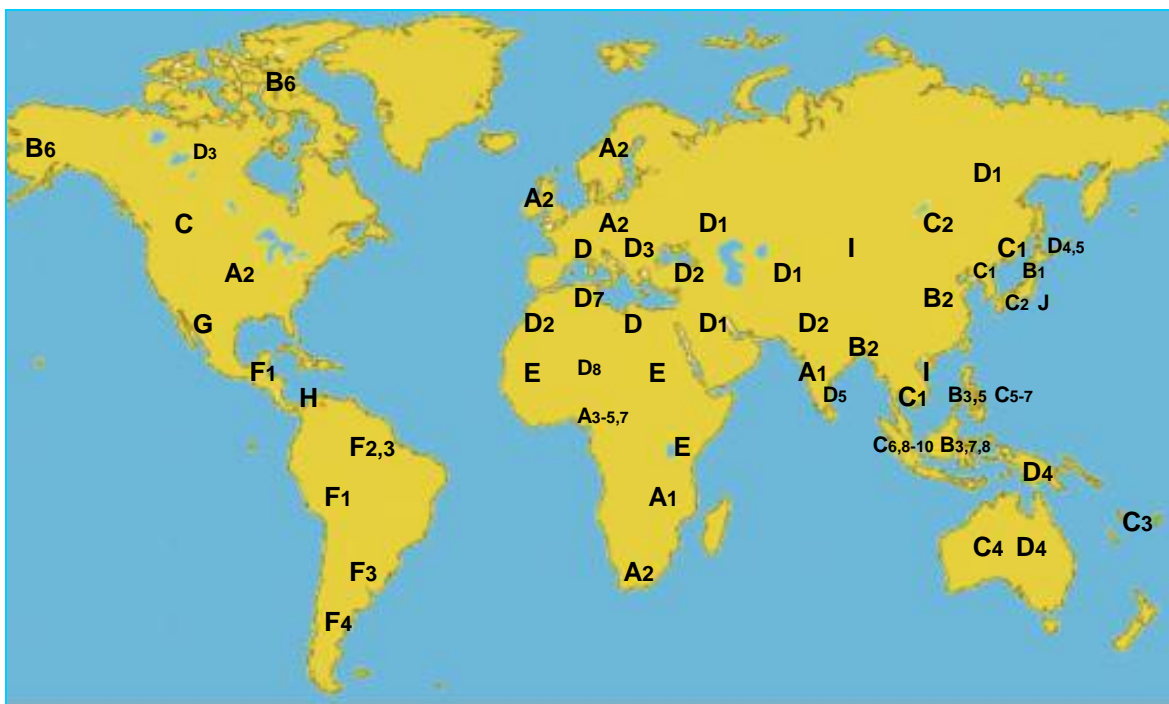 B6
B6 D3 A2
D1
A2
C A2 D1 C2
D D3 I C1 D4,5
A2 D2 D1 C1 B1
D7 B2 C2 J
G D2 D D1 D2
B2
F1 E D8 E A1 I
H D5 C1 B3,5 C5-7
A3-5,7
F2,3 E C6,8-10 B3,7,8
D4
F1 A1
C3
C4 D4
F3 A2
F4